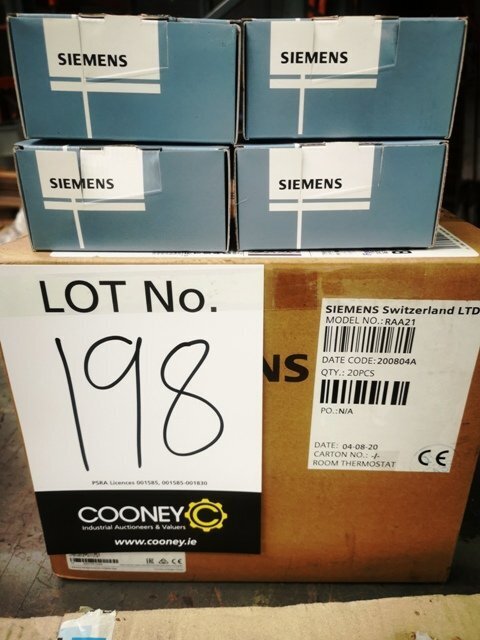 SIEMENS
SIEMENS
SIEMENS
SIEMENS
LOT No.
198
PSRA Licences 001585, 001585-001830
COONEY
Industrial Auctioneers & Valuers
www.cooney.ie
NS
SIEMENS Switzerland LTD
MODEL NO.: RAA21
DATE CODE: 200804A
QTY.: 20PCS
PO.:N/A
DATE: 04-08-20
CARTON NO.: -/-
ROOM THERMOSTAT
CE